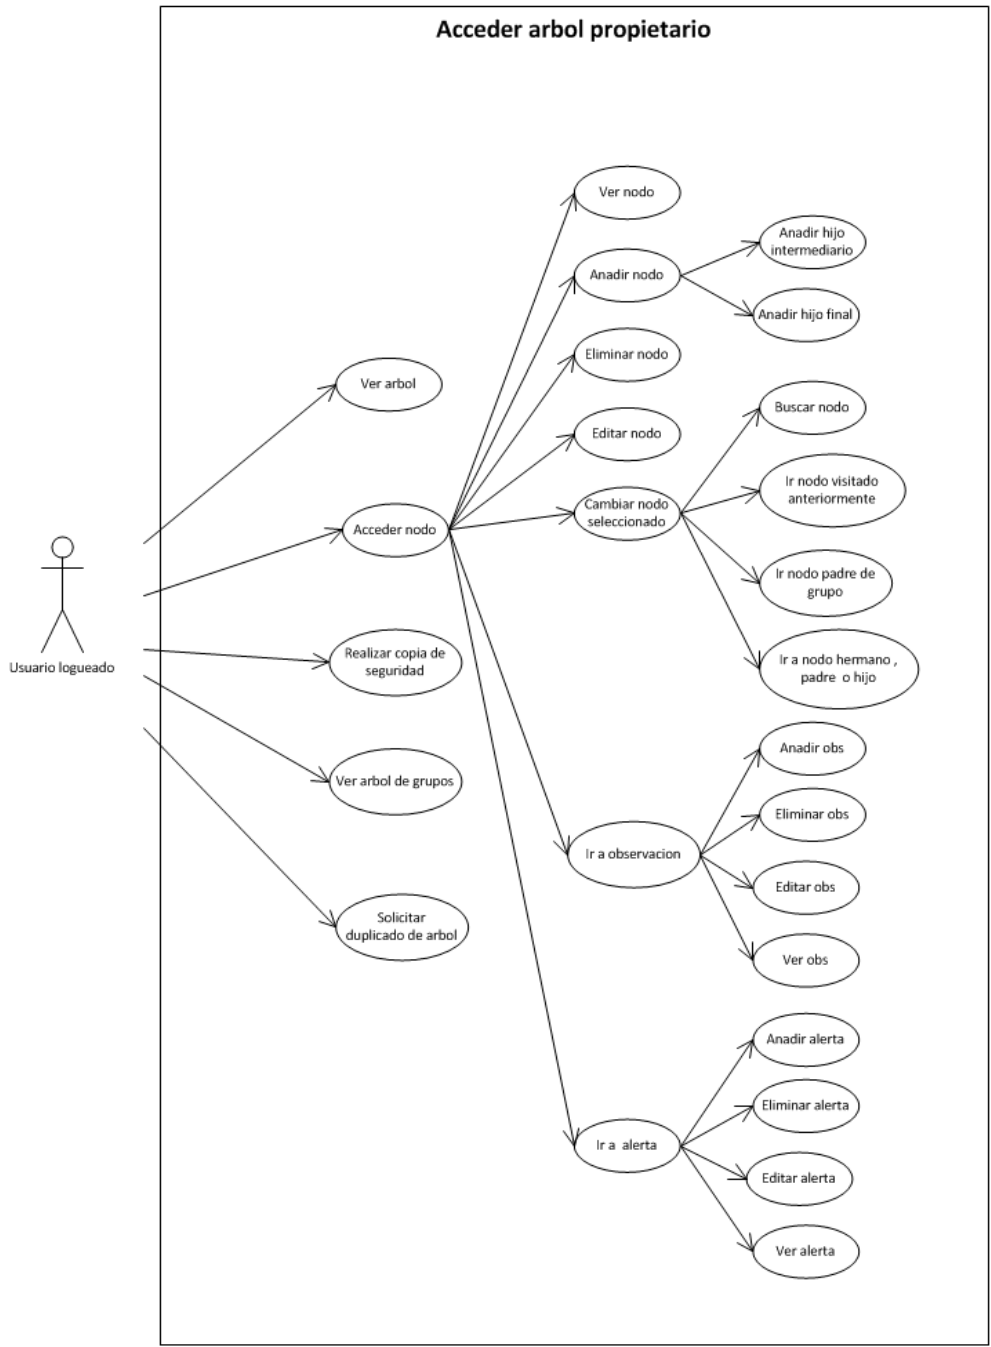 Acceder arbol propietario
Ver nodo
Anadir nodo
Anadir hijo
intermediario
Anadir hijo final
Eliminar nodo
Ver arbol
Editar nodo
Buscar nodo
Cambiar nodo
seleccionado
Ir nodo visitado
anteriormente
Acceder nodo
Ir nodo padre de
grupo
Usuario logueado
Realizar copia de
seguridad
Ir a nodo hermano ,
padre  o hijo
Ver arbol de grupos
Anadir obs
Eliminar obs
Ir a observacion
Editar obs
Solicitar
duplicado de arbol
Ver obs
Anadir alerta
Eliminar alerta
Ir a  alerta
Editar alerta
Ver alerta